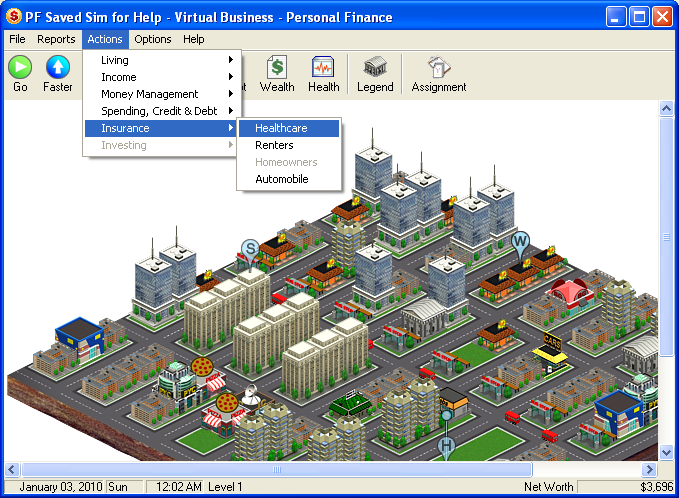 PF Saved Sim for Help - Virtual Business - Personal Finance
File Reports Actions Options Help
Living
Income
Money Management
Spending, Credit & Debt
Insurance
Investing
Healthcare
Renters
Homeowners
Automobile
Go Faster Wealth Health Legend Assignment
S
W
CARS
H
January 03, 2010 Sun 12:02 AM Level 1 Net Worth $3,696